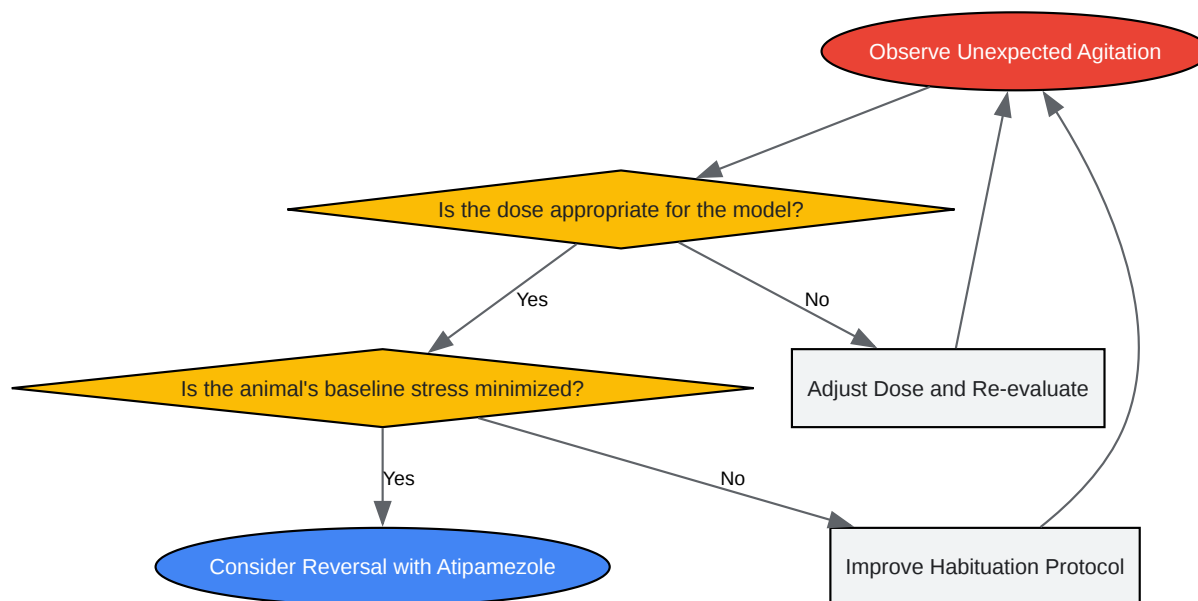 Observe Unexpected Agitation
Is the dose appropriate for the model?
Yes
No
Adjust Dose and Re-evaluate
Is the animal's baseline stress minimized?
Yes
No
Consider Reversal with Atipamezole
Improve Habituation Protocol